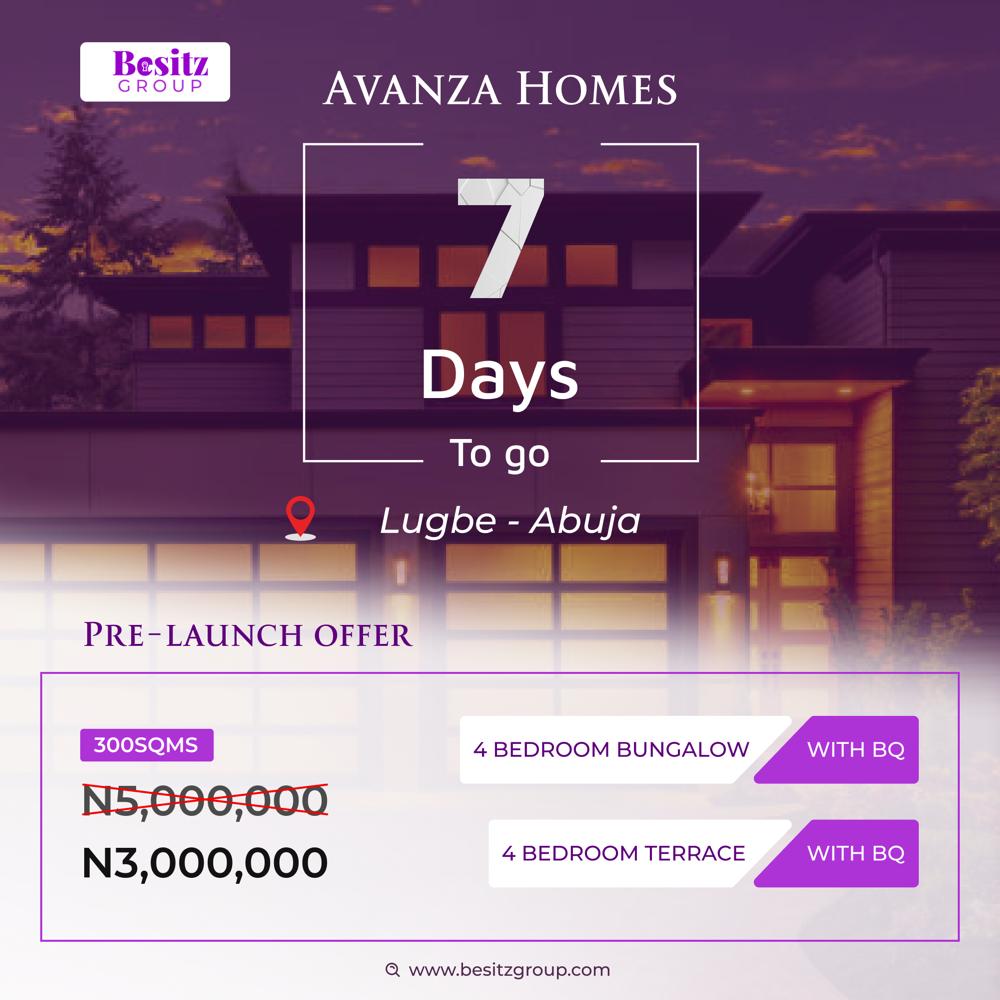 Besitz
GROUP
AVANZA HOMES
7
Days
To go
Lugbe - Abuja
PRE-LAUNCH OFFER
300SQMS
N5,000,000
N3,000,000
4 BEDROOM BUNGALOW WITH BQ
4 BEDROOM TERRACE WITH BQ
www.besitzgroup.com